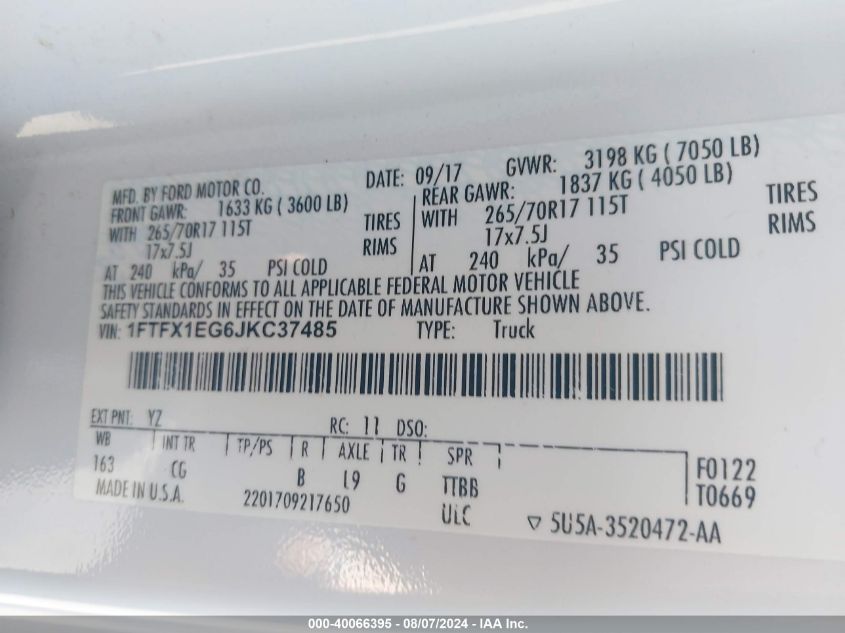 MFD. BY FORD MOTOR CO. DATE: 09/17 GVWR: 3198 KG ( 7050 LB)
FRONT GAWR: 1633 KG ( 3600 LB) REAR GAWR: 1837 KG ( 4050 LB)
WITH 265/70R17 115T TIRES WITH 265/70R17 115T TIRES
17x7.5J RIMS 17x7.5J RIMS
AT 240 kPa/ 35 PSI COLD AT 240 kPa/ 35 PSI COLD
THIS VEHICLE CONFORMS TO ALL APPLICABLE FEDERAL MOTOR VEHICLE
SAFETY STANDARDS IN EFFECT ON THE DATE OF MANUFACTURE SHOWN ABOVE.
VIN: 1FTFX1EG6JKC37485 TYPE: Truck
EXT PNT: YZ RC: 11 DSO:
WB INT TR TP/PS R AXLE TR SPR
163 CG B L9 G TTBB F0122
T0669
MADE IN U.S.A. 2201709217650 ULC ▽ 5U5A-3520472-AA
000-40066395 - 08/07/2024 - IAA Inc.